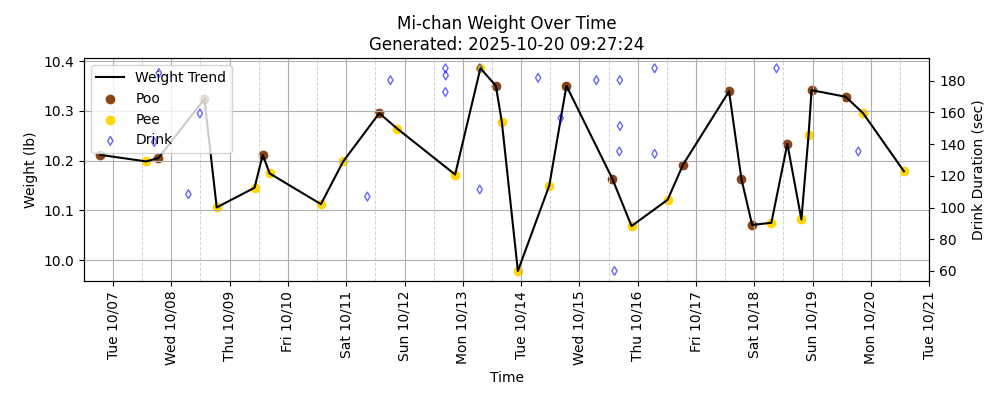 Mi-chan Weight Over Time
Generated: 2025-10-20 09:27:24
Weight Trend
Poo
Pee
Drink
Weight (lb)
10.4
10.3
10.2
10.1
10.0
180
160
140
120
100
80
60
Drink Duration (sec)
Tue 10/07
Wed 10/08
Thu 10/09
Fri 10/10
Sat 10/11
Sun 10/12
Mon 10/13
Tue 10/14
Wed 10/15
Thu 10/16
Fri 10/17
Sat 10/18
Sun 10/19
Mon 10/20
Tue 10/21
Time